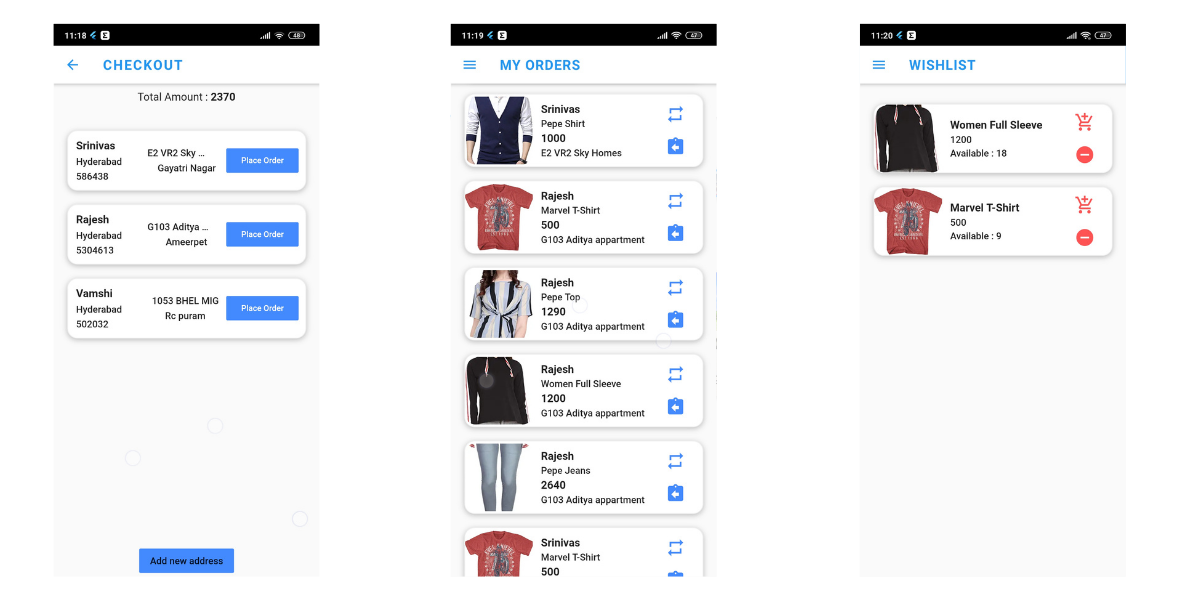 11:18
48
CHECKOUT
Total Amount : 2370
Srinivas
Hyderabad
586438
E2 VR2 Sky ...
Gayatri Nagar
Place Order
Rajesh
Hyderabad
5304613
G103 Aditya ...
Ameerpet
Place Order
Vamshi
Hyderabad
502032
1053 BHEL MIG
Rc puram
Place Order
Add new address
11:19
47
MY ORDERS
Srinivas
Pepe Shirt
1000
E2 VR2 Sky Homes
Rajesh
Marvel T-Shirt
500
G103 Aditya appartment
Rajesh
Pepe Top
1290
G103 Aditya appartment
Rajesh
Women Full Sleeve
1200
G103 Aditya appartment
Rajesh
Pepe Jeans
2640
G103 Aditya appartment
Srinivas
Marvel T-Shirt
500
11:20
47
WISHLIST
Women Full Sleeve
1200
Available : 18
Marvel T-Shirt
500
Available : 9